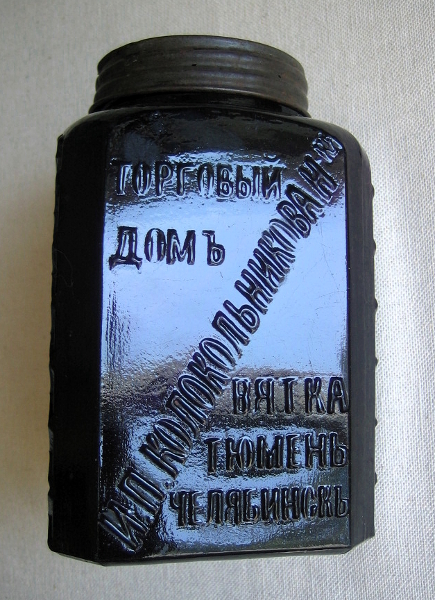 ТОРГОВЫЙ
ДОМЪ
И.П. КОЛОКОЛЬНИКОВА Н-КИ
ВЯТКА
ТЮМЕНЬ
ЧЕЛЯБИНСКЪ